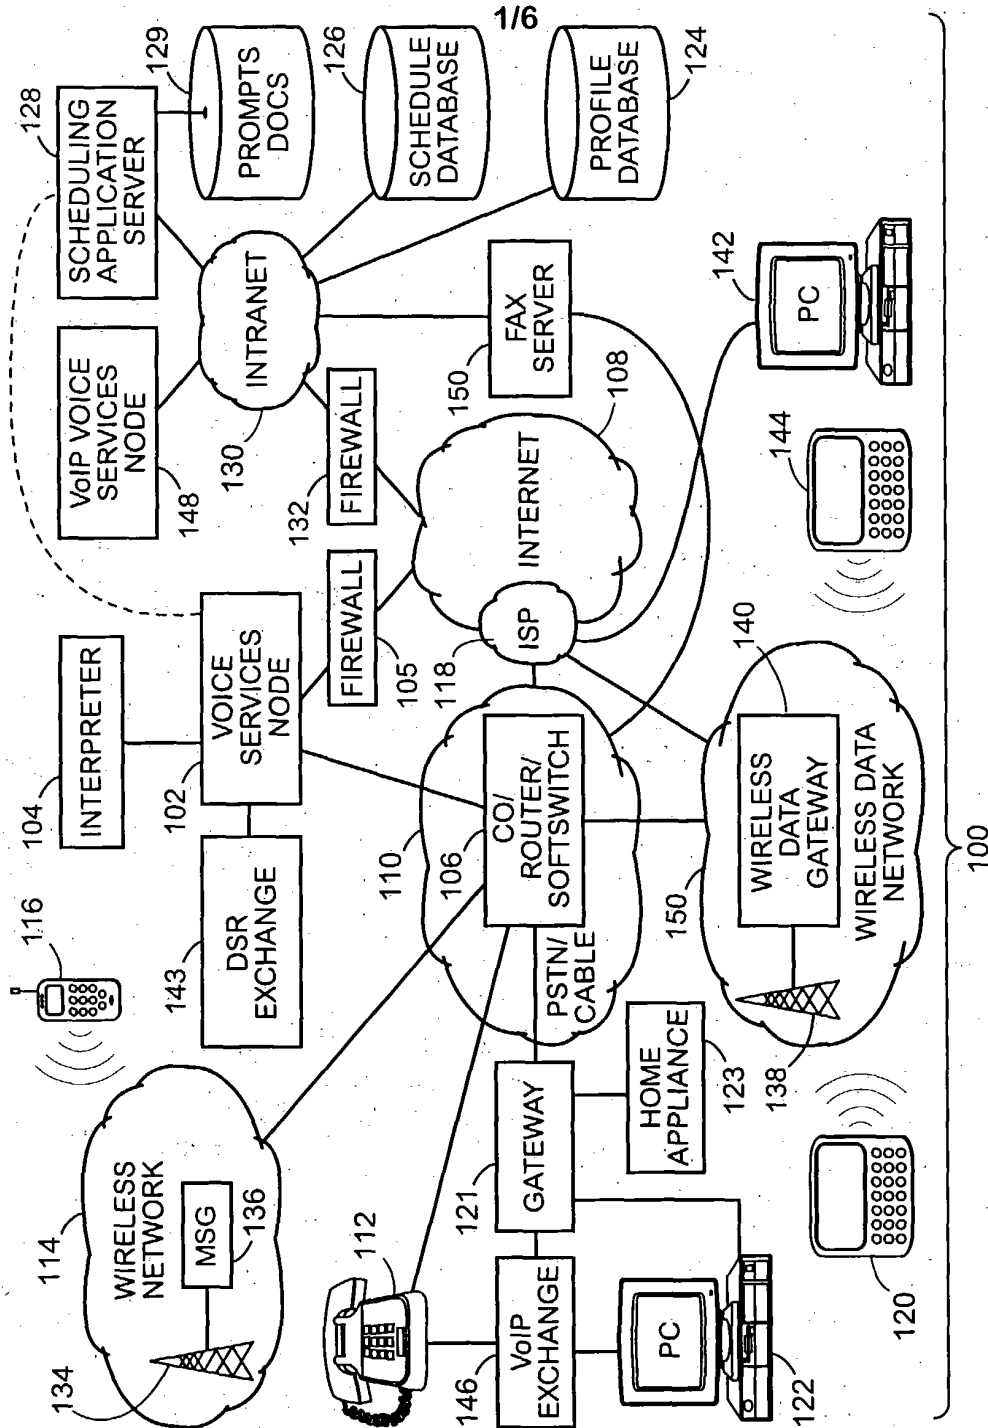 1/6
128
SCHEDULING
APPLICATION
SERVER
129
PROMPTS
DOCS
126
SCHEDULE
DATABASE
124
PROFILE
DATABASE
VoIP VOICE
SERVICES
NODE
148
INTRANET
130
FIREWALL
132
150
FAX
SERVER
108
INTERNET
142
PC
144
104
INTERPRETER
102
VOICE
SERVICES
NODE
FIREWALL
105
ISP
118
116
143
DSR
EXCHANGE
110
106
CO/
ROUTER/
SOFTSWITCH
PSTN/
CABLE
140
WIRELESS
DATA
GATEWAY
150
WIRELESS DATA
NETWORK
138
114
WIRELESS
NETWORK
MSG
136
134
112
121
GATEWAY
HOME
APPLIANCE
123
146
VoIP
EXCHANGE
PC
122
120
100